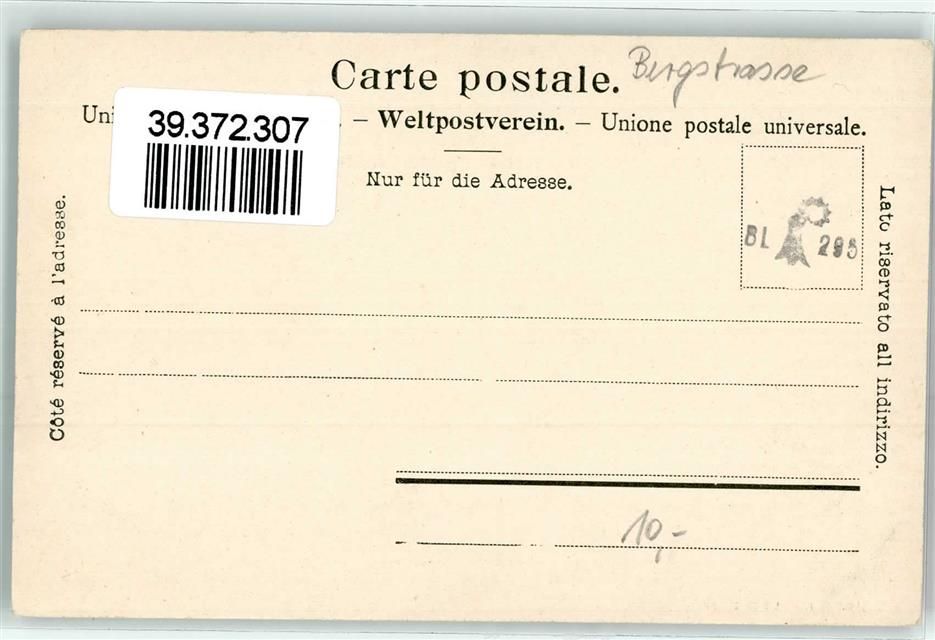 Carte postale. Bergstrasse
Uni
39.372.307
. – Weltpostverein. – Unione postale universale.
Nur für die Adresse.
Côté réservé à l'adresse.
BL 295
Lato riservato all indirizzo.
10,-